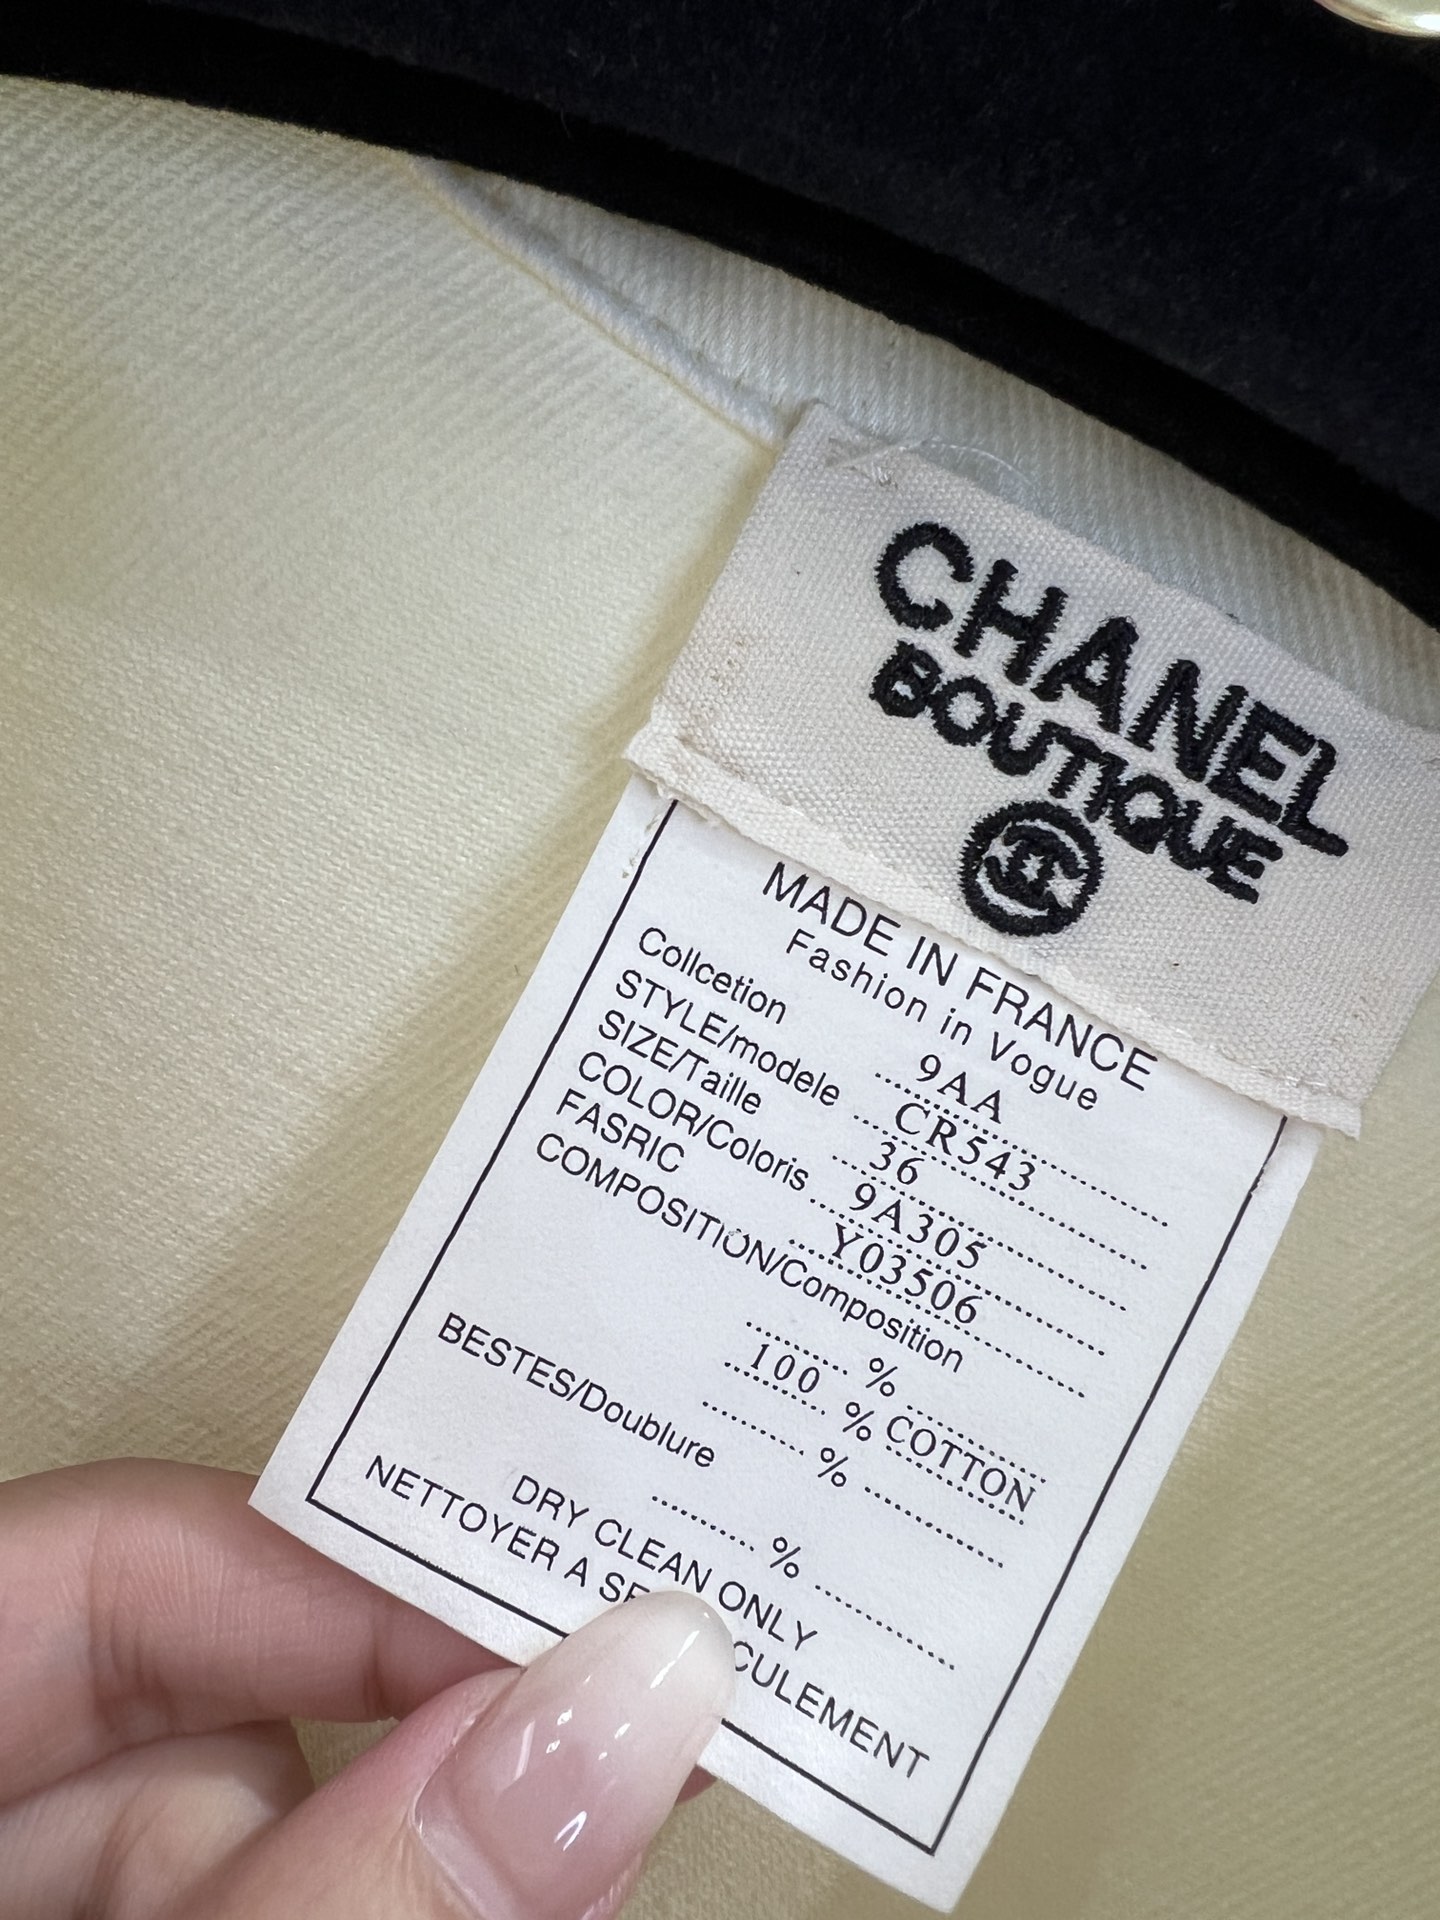 CHANEL
BOUTIQUE
MADE IN FRANCE
Fashion in Vogue
Collcetion 9AA
STYLE/modele CR543
SIZE/Taille 36
COLOR/Coloris 9A305
FASRIC Y03506
COMPOSITION/Composition
%
100 % COTTON
%
BESTES/Doublure
%
DRY CLEAN ONLY
NETTOYER A